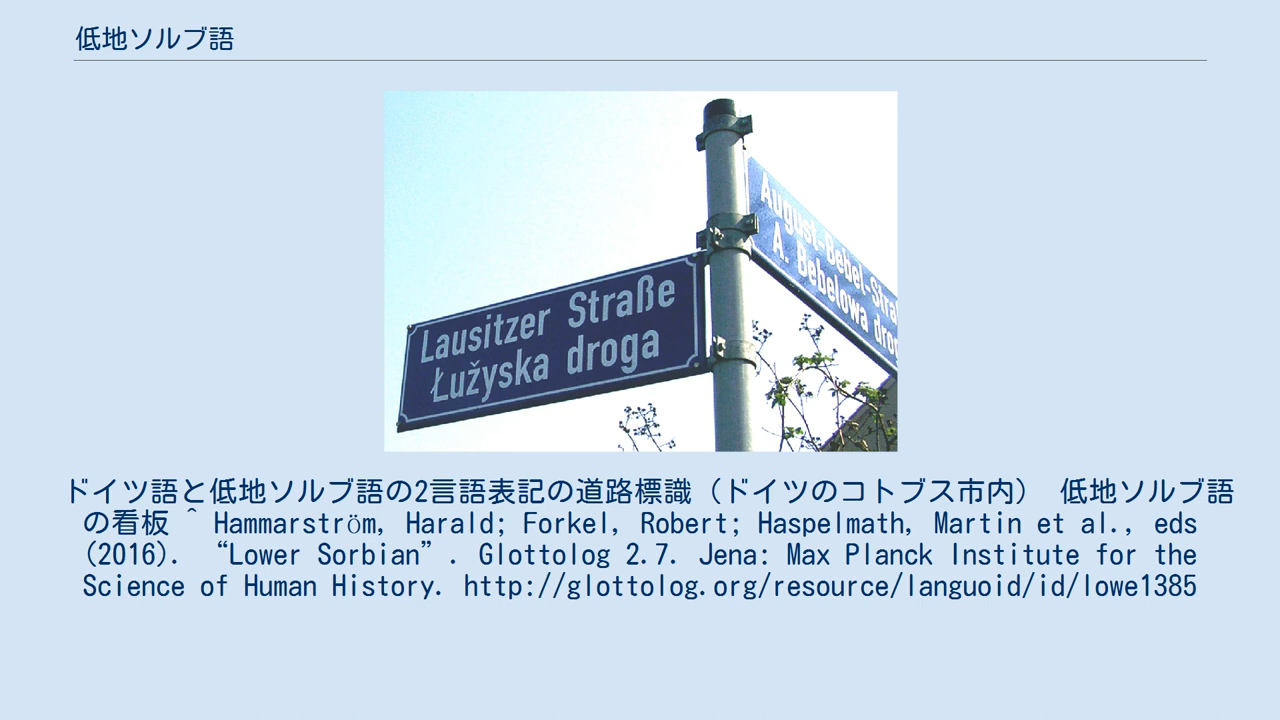 低地ソルブ語
Lausitzer Straße
Łužyska droga
August-Bebel-Straß
A. Bebelowa drog
ドイツ語と低地ソルブ語の2言語表記の道路標識（ドイツのコトブス市内） 低地ソルブ語
の看板 ^ Hammarström, Harald; Forkel, Robert; Haspelmath, Martin et al., eds
(2016). “Lower Sorbian”. Glottolog 2.7. Jena: Max Planck Institute for the
Science of Human History. http://glottolog.org/resource/languoid/id/lowe1385